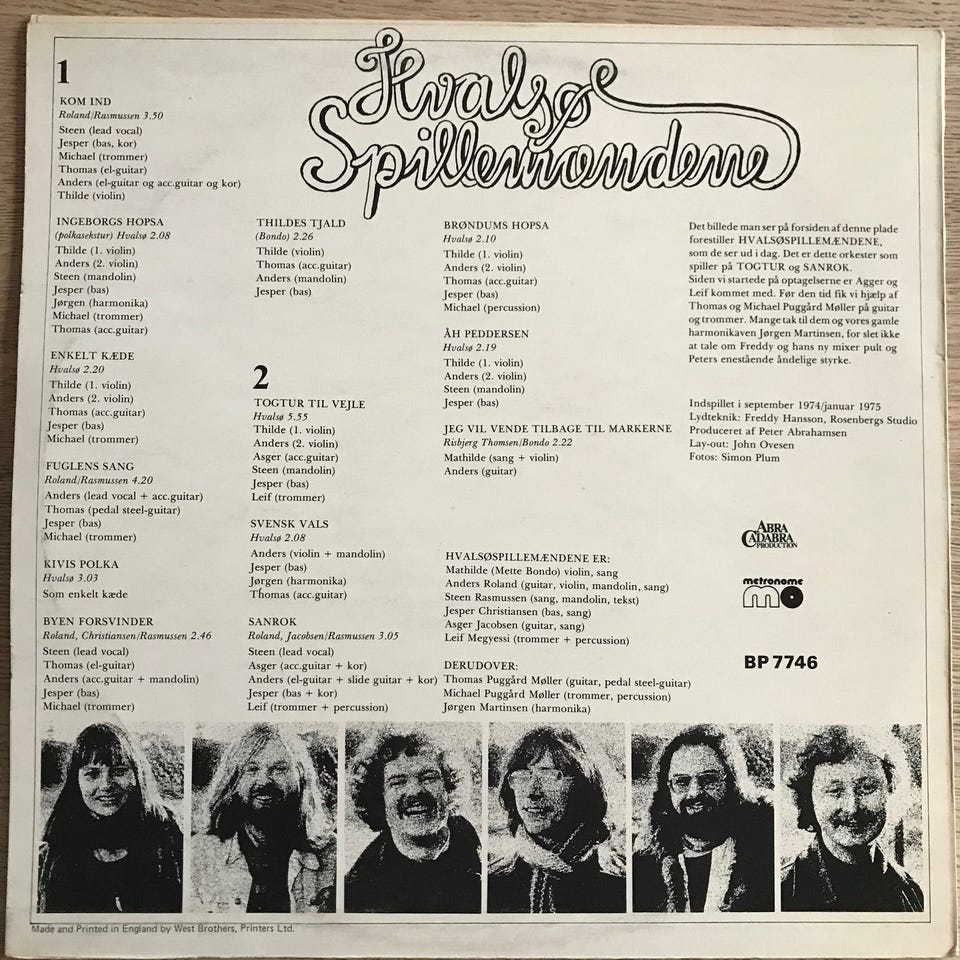 Hvalsø
Spillemændene
1
KOM IND
Roland/Rasmussen 3.50
Steen (lead vocal)
Jesper (bas, kor)
Michael (trommer)
Thomas (el-guitar)
Anders (el-guitar og acc.guitar og kor)
Thilde (violin)
INGEBORGS HOPSA
(polkasekstur) Hvalsø 2.08
Thilde (1. violin)
Anders (2. violin)
Steen (mandolin)
Jesper (bas)
Jørgen (harmonika)
Michael (trommer)
Thomas (acc.guitar)
ENKELT KÆDE
Hvalsø 2.20
Thilde (1. violin)
Anders (2. violin)
Thomas (acc.guitar)
Jesper (bas)
Michael (trommer)
FUGLENS SANG
Roland/Rasmussen 4.20
Anders (lead vocal + acc.guitar)
Thomas (pedal steel-guitar)
Jesper (bas)
Michael (trommer)
KIVIS POLKA
Hvalsø 3.03
Som enkelt kæde
BYEN FORSVINDER
Roland, Christiansen/Rasmussen 2.46
Steen (lead vocal)
Thomas (el-guitar)
Anders (acc.guitar + mandolin)
Jesper (bas)
Michael (trommer)
THILDES TJALD
(Bondo) 2.26
Thilde (violin)
Thomas (acc.guitar)
Anders (mandolin)
Jesper (bas)
2
TOGTUR TIL VEJLE
Hvalsø 5.55
Thilde (1. violin)
Anders (2. violin)
Asger (acc.guitar)
Steen (mandolin)
Jesper (bas)
Leif (trommer)
SVENSK VALS
Hvalsø 2.08
Anders (violin + mandolin)
Jesper (bas)
Jørgen (harmonika)
Thomas (acc.guitar)
SANROK
Roland, Jacobsen/Rasmussen 3.05
Steen (lead vocal)
Asger (acc.guitar + kor)
Anders (el-guitar + slide guitar + kor)
Jesper (bas + kor)
Leif (trommer + percussion)
BRØNDUMS HOPSA
Hvalsø 2.10
Thilde (1. violin)
Anders (2. violin)
Thomas (acc.guitar)
Jesper (bas)
Michael (percussion)
ÅH PEDDERSEN
Hvalsø 2.19
Thilde (1. violin)
Anders (2. violin)
Steen (mandolin)
Jesper (bas)
JEG VIL VENDE TILBAGE TIL MARKERNE
Risbjerg Thomsen/Bondo 2.22
Mathilde (sang + violin)
Anders (guitar)
HVALSØSPILLEMÆNDENE ER:
Mathilde (Mette Bondo) violin, sang
Anders Roland (guitar, violin, mandolin, sang)
Steen Rasmussen (sang, mandolin, tekst)
Jesper Christiansen (bas, sang)
Asger Jacobsen (guitar, sang)
Leif Megyessi (trommer + percussion)
DERUDOVER:
Thomas Puggård Møller (guitar, pedal steel-guitar)
Michael Puggård Møller (trommer, percussion)
Jørgen Martinsen (harmonika)
Det billede man ser på forsiden af denne plade
forestiller HVALSØSPILLEMÆNDENE,
som de ser ud i dag. Det er dette orkester som
spiller på TOGTUR og SANROK.
Siden vi startede på optagelserne er Agger og
Leif kommet med. Før den tid fik vi hjælp af
Thomas og Michael Puggård Møller på guitar
og trommer. Mange tak til dem og vores gamle
harmonikaven Jørgen Martinsen, for slet ikke
at tale om Freddy og hans ny mixer pult og
Peters enestående åndelige styrke.
Indspillet i september 1974/januar 1975
Lydteknik: Freddy Hansson, Rosenbergs Studio
Produceret af Peter Abrahamsen
Lay-out: John Ovesen
Fotos: Simon Plum
ABRA
CADABRA
PRODUCTION
metronome
mo
BP 7746
Made and Printed in England by West Brothers, Printers Ltd.